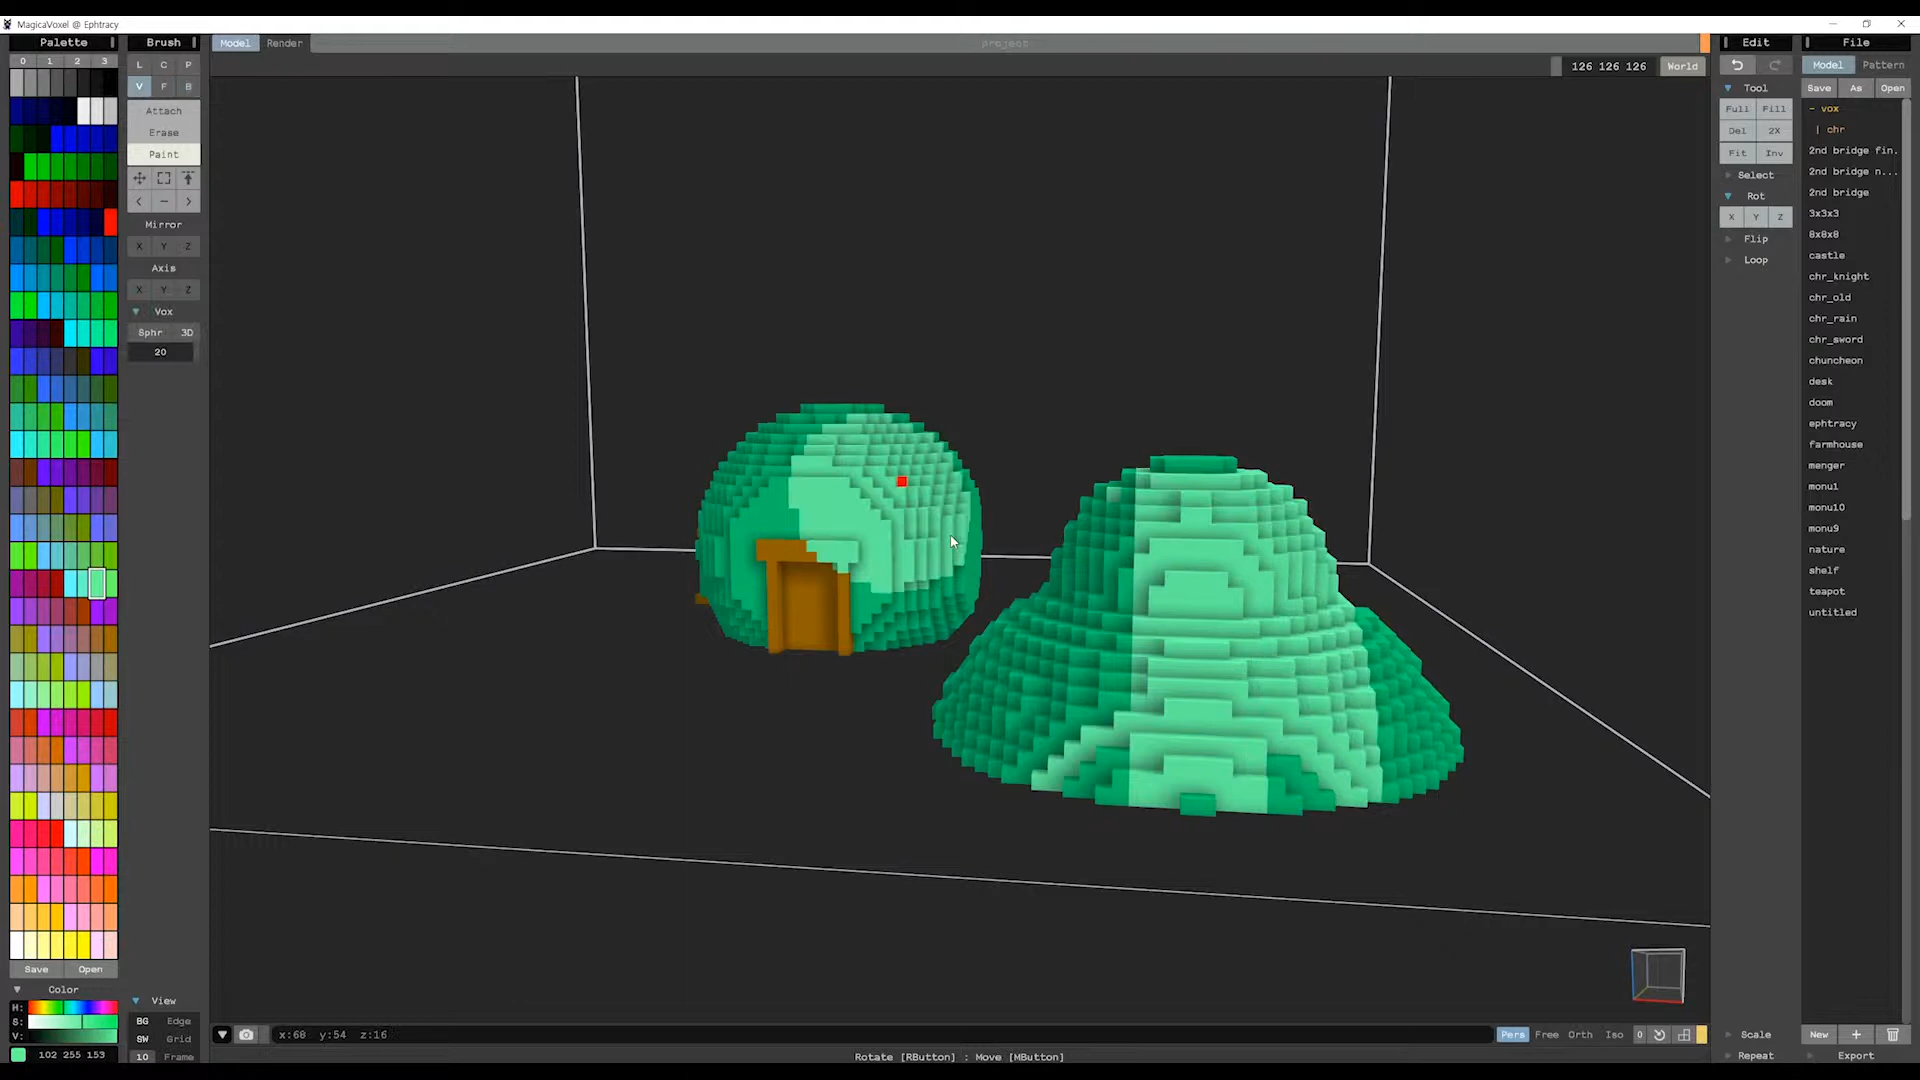 MagicaVoxel @ Ephtracy
Palette
Brush
Model Render
project
Edit
File
0 1 2 3
L C P
V F B
126 126 126 World
Model Pattern
Save As Open
Attach
Erase
Paint
< — >
Mirror
X Y Z
Axis
X Y Z
Vox
Sphr 3D
20
Tool
Full Fill
Del 2X
Fit Inv
Select
Rot
X Y Z
Flip
Loop
- vox
| chr
2nd bridge fin.
2nd bridge n...
2nd bridge
3x3x3
8x8x8
castle
chr_knight
chr_old
chr_rain
chr_sword
chuncheon
desk
doom
ephtracy
farmhouse
menger
monu1
monu10
monu9
nature
shelf
teapot
untitled
Save Open
Color
H:
S:
V:
102 255 153
View
BG Edge
SW Grid
10 Frame
x:60 y:54 z:16
Pers Free Orth Iso 0
Rotate [RButton] : Move [MButton]
Scale
Repeat
New +
Export